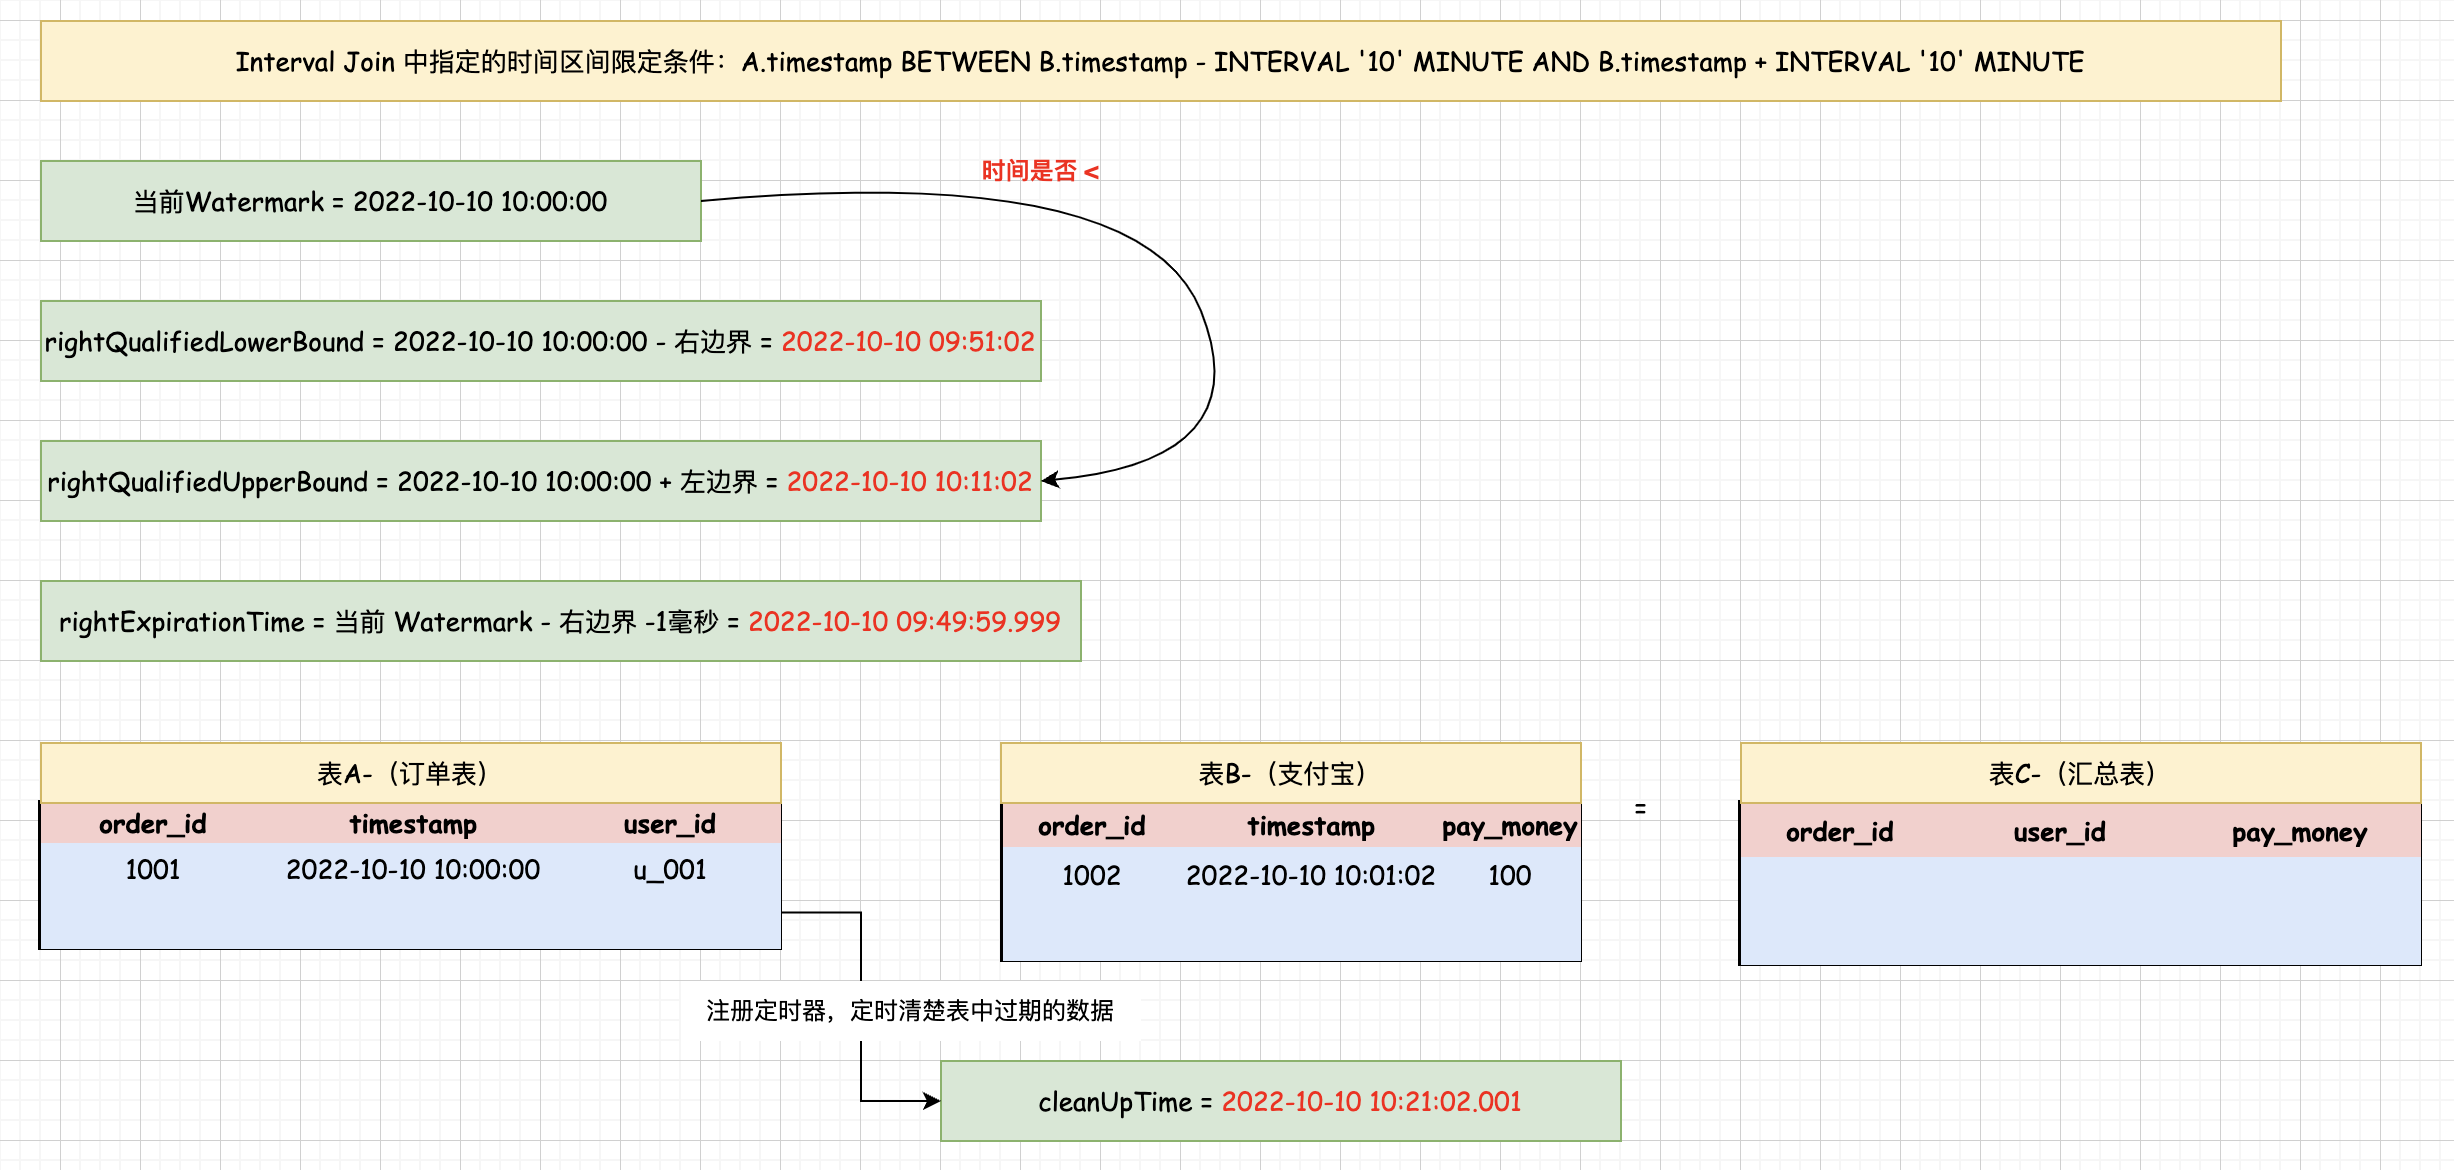 Interval Join 中指定的时间区间限定条件：A.timestamp BETWEEN B.timestamp - INTERVAL '10' MINUTE AND B.timestamp + INTERVAL '10' MINUTE
时间是否 <
当前Watermark = 2022-10-10 10:00:00
rightQualifiedLowerBound = 2022-10-10 10:00:00 - 右边界 = 2022-10-10 09:51:02
rightQualifiedUpperBound = 2022-10-10 10:00:00 + 左边界 = 2022-10-10 10:11:02
rightExpirationTime = 当前 Watermark - 右边界 -1毫秒 = 2022-10-10 09:49:59.999
表A-（订单表）
order_id timestamp user_id
1001 2022-10-10 10:00:00 u_001
表B-（支付宝）
order_id timestamp pay_money
1002 2022-10-10 10:01:02 100
=
表C-（汇总表）
order_id user_id pay_money
注册定时器，定时清楚表中过期的数据
cleanUpTime = 2022-10-10 10:21:02.001